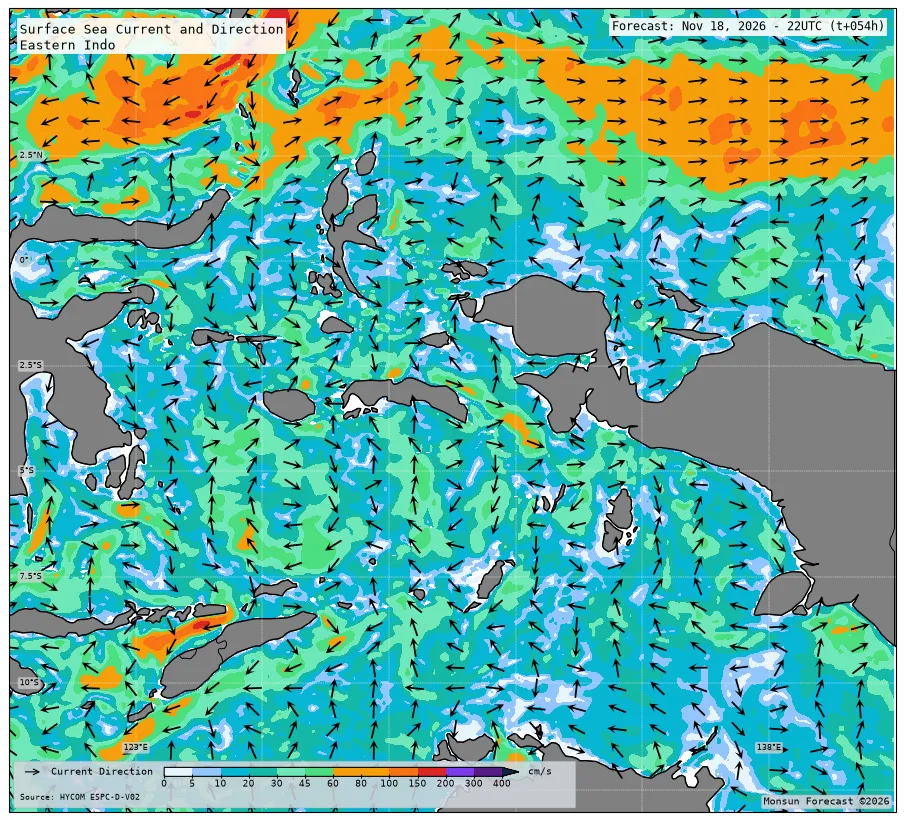 Surface Sea Current and Direction
Eastern Indo
Forecast: Nov 18, 2026 - 22UTC (t+054h)
2.5°N
0°
2.5°S
5°S
7.5°S
10°S
123°E
138°E
Current Direction
cm/s
0 5 10 20 30 45 60 80 100 150 200 300 400
Source: HYCOM ESPC-D-V02
Monsun Forecast ©2026